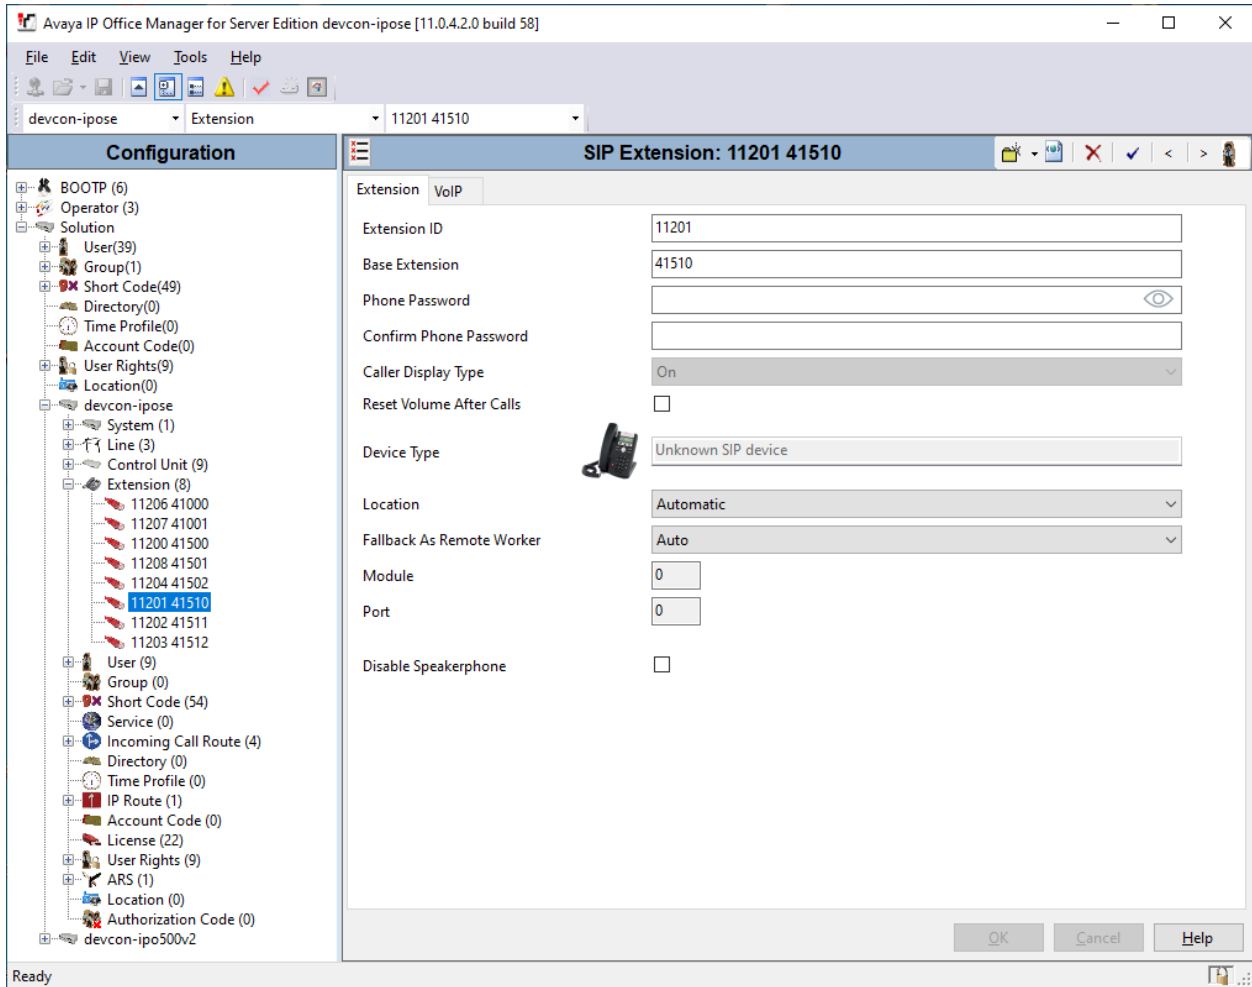 Avaya IP Office Manager for Server Edition devcon-ipose [11.0.4.2.0 build 58]
File Edit View Tools Help
devcon-ipose Extension 11201 41510
Configuration
BOOTP (6)
Operator (3)
Solution
User(39)
Group(1)
Short Code(49)
Directory(0)
Time Profile(0)
Account Code(0)
User Rights(9)
Location(0)
devcon-ipose
System (1)
Line (3)
Control Unit (9)
Extension (8)
11206 41000
11207 41001
11200 41500
11208 41501
11204 41502
11201 41510
11202 41511
11203 41512
User (9)
Group (0)
Short Code (54)
Service (0)
Incoming Call Route (4)
Directory (0)
Time Profile (0)
IP Route (1)
Account Code (0)
License (22)
User Rights (9)
ARS (1)
Location (0)
Authorization Code (0)
devcon-ipo500v2
SIP Extension: 11201 41510
Extension VoIP
Extension ID 11201
Base Extension 41510
Phone Password
Confirm Phone Password
Caller Display Type On
Reset Volume After Calls
Device Type Unknown SIP device
Location Automatic
Fallback As Remote Worker Auto
Module 0
Port 0
Disable Speakerphone
OK Cancel Help
Ready